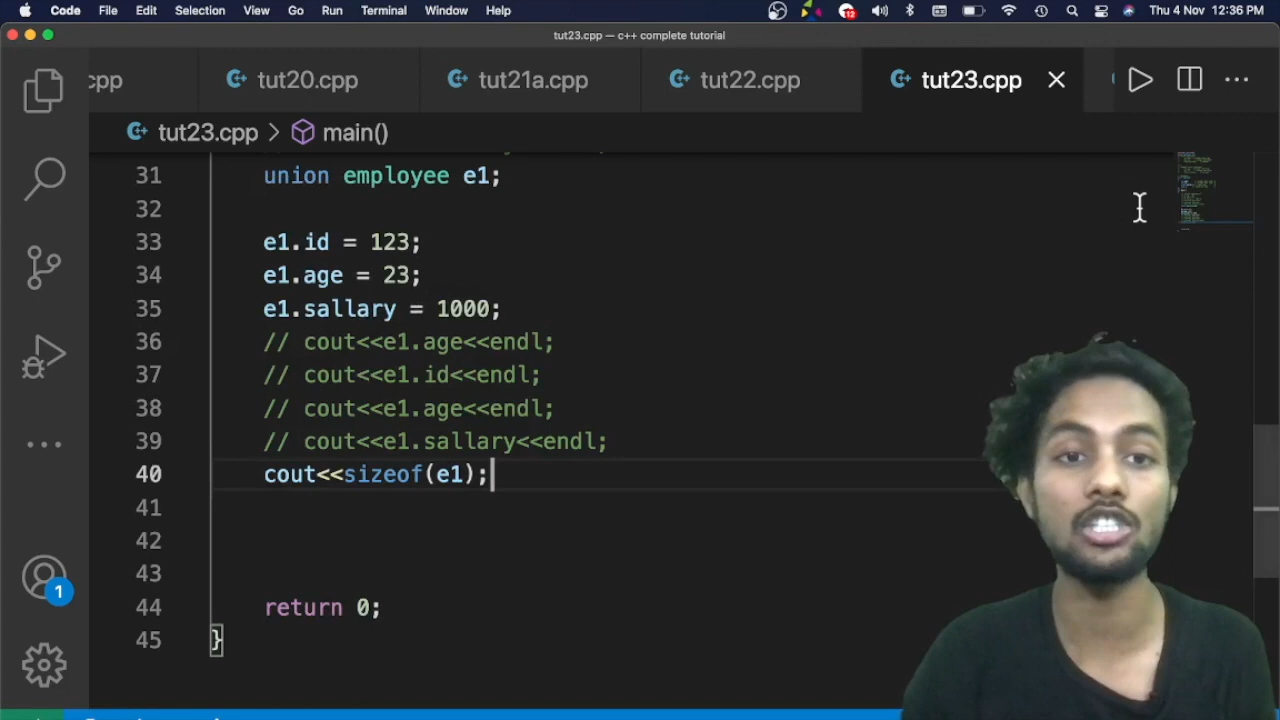 Code File Edit Selection View Go Run Terminal Window Help 12 Thu 4 Nov 12:36 PM
tut23.cpp — c++ complete tutorial
cpp tut20.cpp tut21a.cpp tut22.cpp tut23.cpp
tut23.cpp > main()
31 union employee e1;
32
33 e1.id = 123;
34 e1.age = 23;
35 e1.sallary = 1000;
36 // cout<<e1.age<<endl;
37 // cout<<e1.id<<endl;
38 // cout<<e1.age<<endl;
39 // cout<<e1.sallary<<endl;
40 cout<<sizeof(e1);
41
42
43
1
44 return 0;
45 }